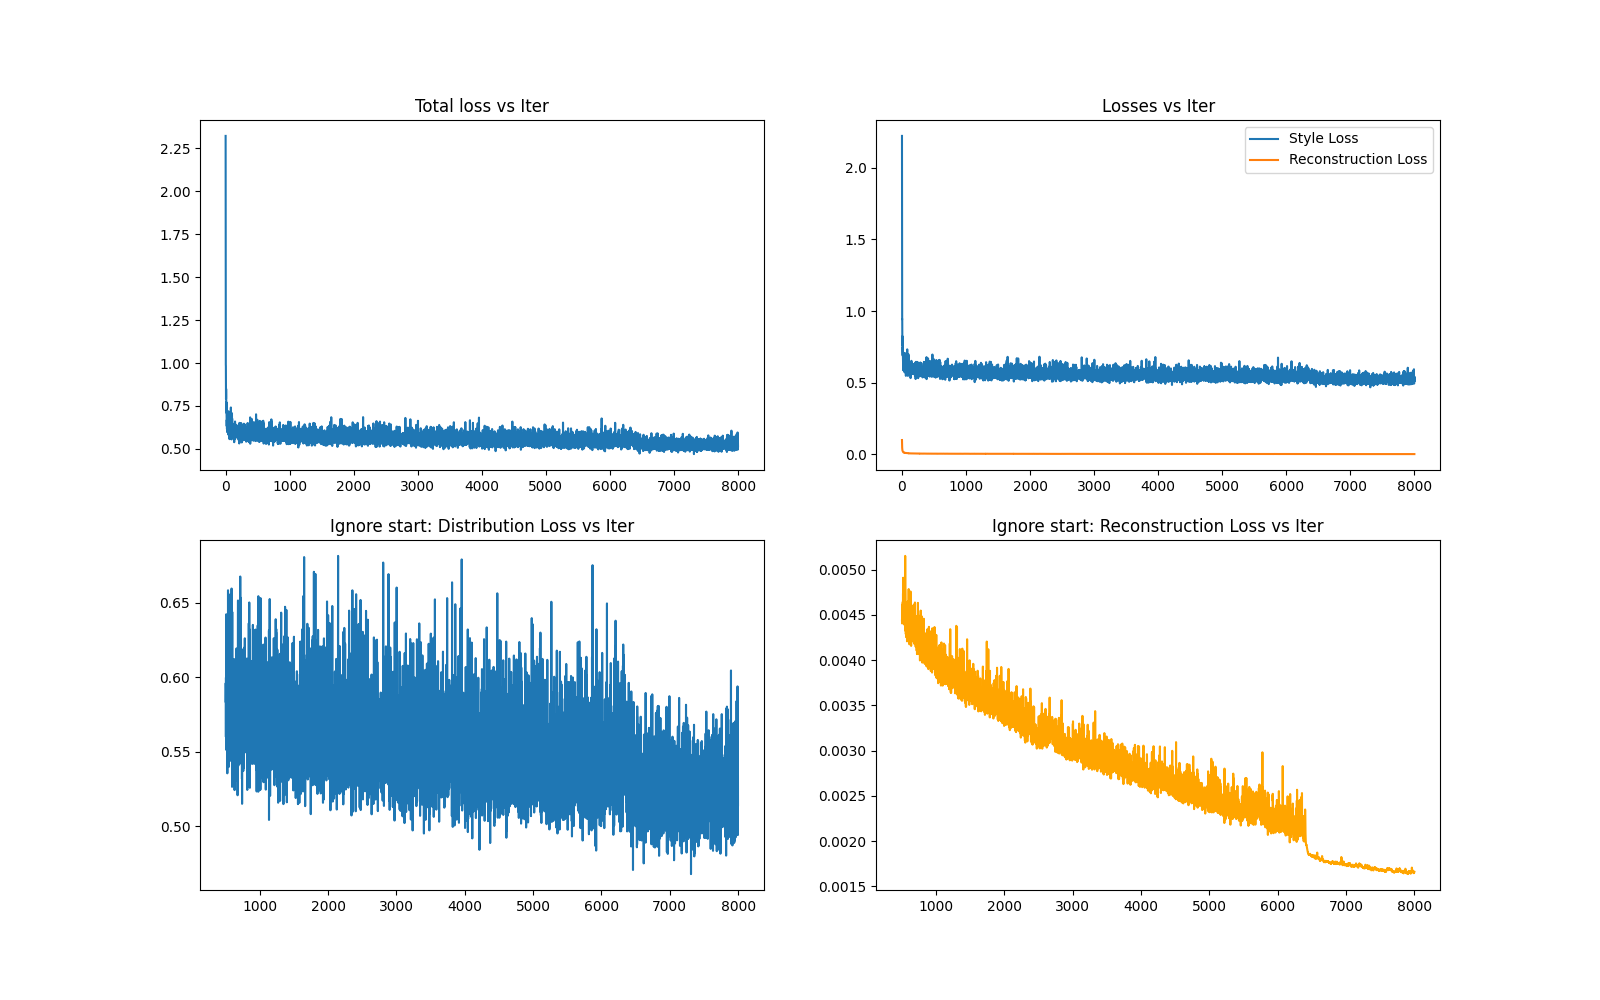 Total loss vs Iter
2.25
2.00
1.75
1.50
1.25
1.00
0.75
0.50
0 1000 2000 3000 4000 5000 6000 7000 8000
Losses vs Iter
Style Loss
Reconstruction Loss
2.0
1.5
1.0
0.5
0.0
0 1000 2000 3000 4000 5000 6000 7000 8000
Ignore start: Distribution Loss vs Iter
0.65
0.60
0.55
0.50
1000 2000 3000 4000 5000 6000 7000 8000
Ignore start: Reconstruction Loss vs Iter
0.0050
0.0045
0.0040
0.0035
0.0030
0.0025
0.0020
0.0015
1000 2000 3000 4000 5000 6000 7000 8000